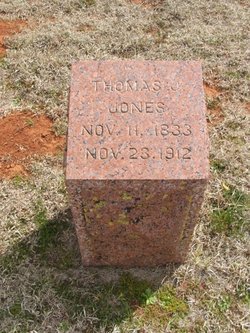 THOMAS J.
JONES
NOV. 11, 1833
NOV. 23, 1912